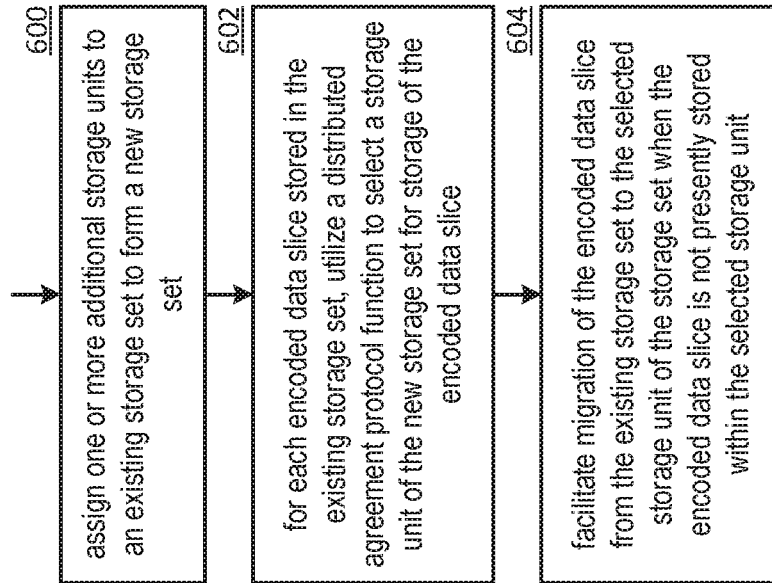 600
assign one or more additional storage units to
an existing storage set to form a new storage
set
602
for each encoded data slice stored in the
existing storage set, utilize a distributed
agreement protocol function to select a storage
unit of the new storage set for storage of the
encoded data slice
604
facilitate migration of the encoded data slice
from the existing storage set to the selected
storage unit of the storage set when the
encoded data slice is not presently stored
within the selected storage unit